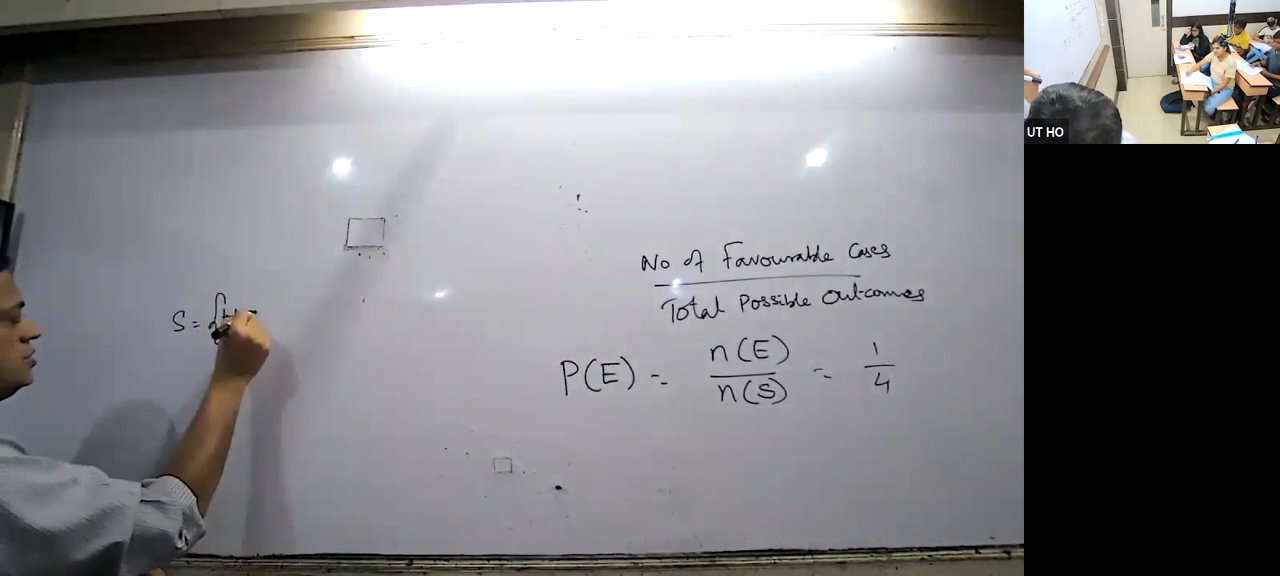 No of Favourable Cases
Total Possible Outcomes
P(E) = n(E) / n(S) = 1 / 4
S = {
UT HO